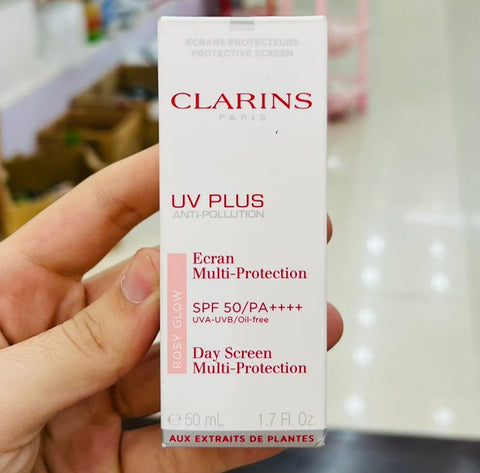 ÉCRANS PROTECTEURS
PROTECTIVE SCREEN
CLARINS
PARIS
UV PLUS
ANTI-POLLUTION
Ecran
Multi-Protection
SPF 50/PA++++
UVA-UVB/Oil-free
ROSY GLOW
Day Screen
Multi-Protection
℮ 50 mL 1.7 Fl. Oz.
AUX EXTRAITS DE PLANTES